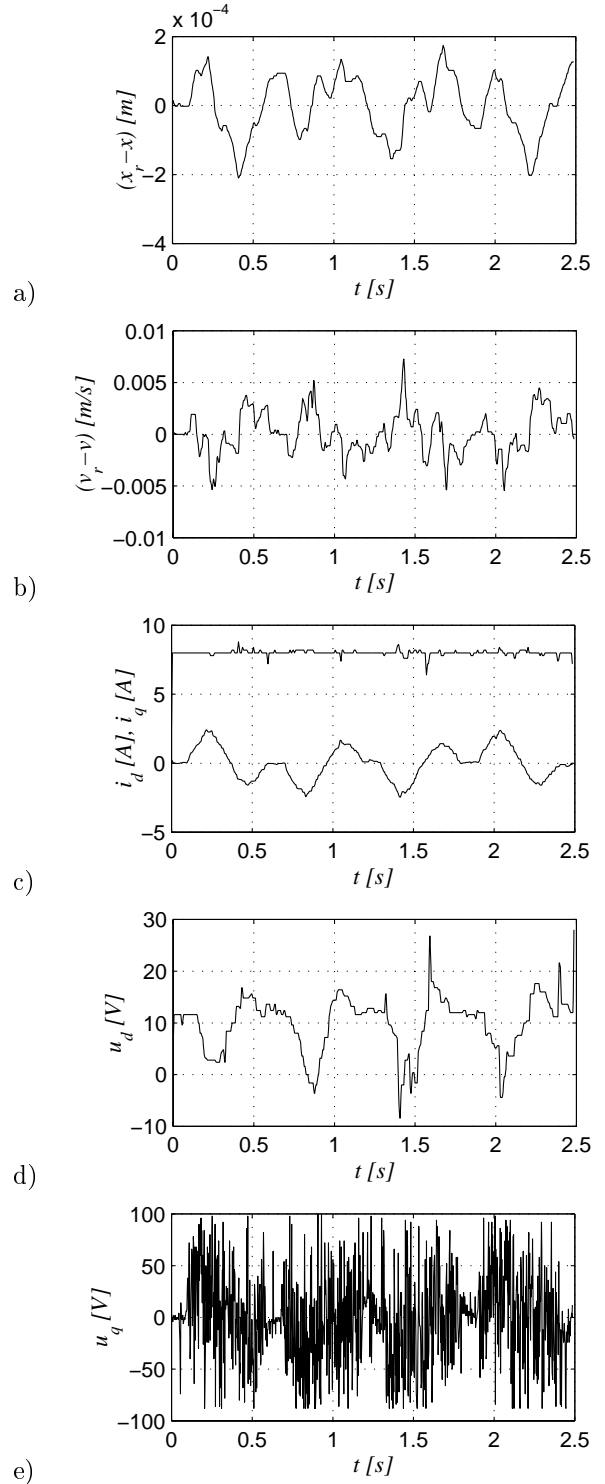 x 10⁻⁴
2
0
−2
−4
(x_r−x) [m]
0 0.5 1 1.5 2 2.5
t [s]
a)
0.01
0.005
0
−0.005
−0.01
(v_r−v) [m/s]
0 0.5 1 1.5 2 2.5
t [s]
b)
10
5
0
−5
i_d [A], i_q [A]
0 0.5 1 1.5 2 2.5
t [s]
c)
30
20
10
0
−10
u_d [V]
0 0.5 1 1.5 2 2.5
t [s]
d)
100
50
0
−50
−100
u_q [V]
0 0.5 1 1.5 2 2.5
t [s]
e)